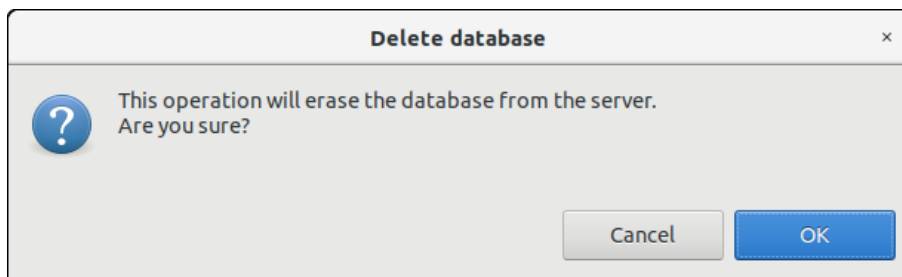 Delete database
×
This operation will erase the database from the server.
Are you sure?
Cancel OK